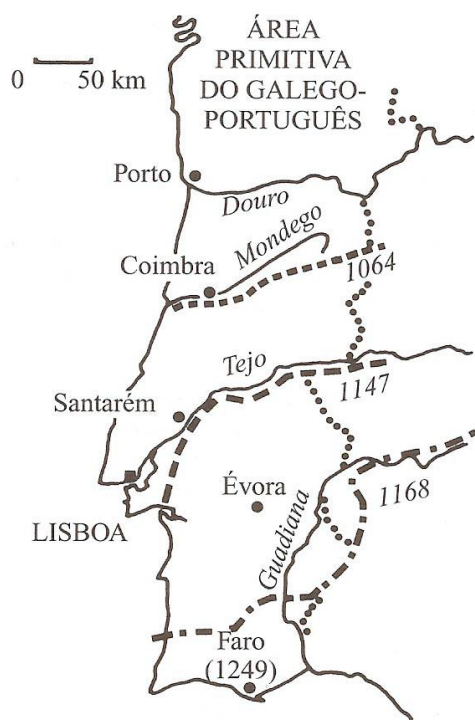 ÁREA
PRIMITIVA
DO GALEGO-
PORTUGUÊS
0 50 km
Porto
Douro
Mondego
Coimbra
1064
Tejo
1147
Santarém
Évora
1168
LISBOA
Guadiana
Faro
(1249)